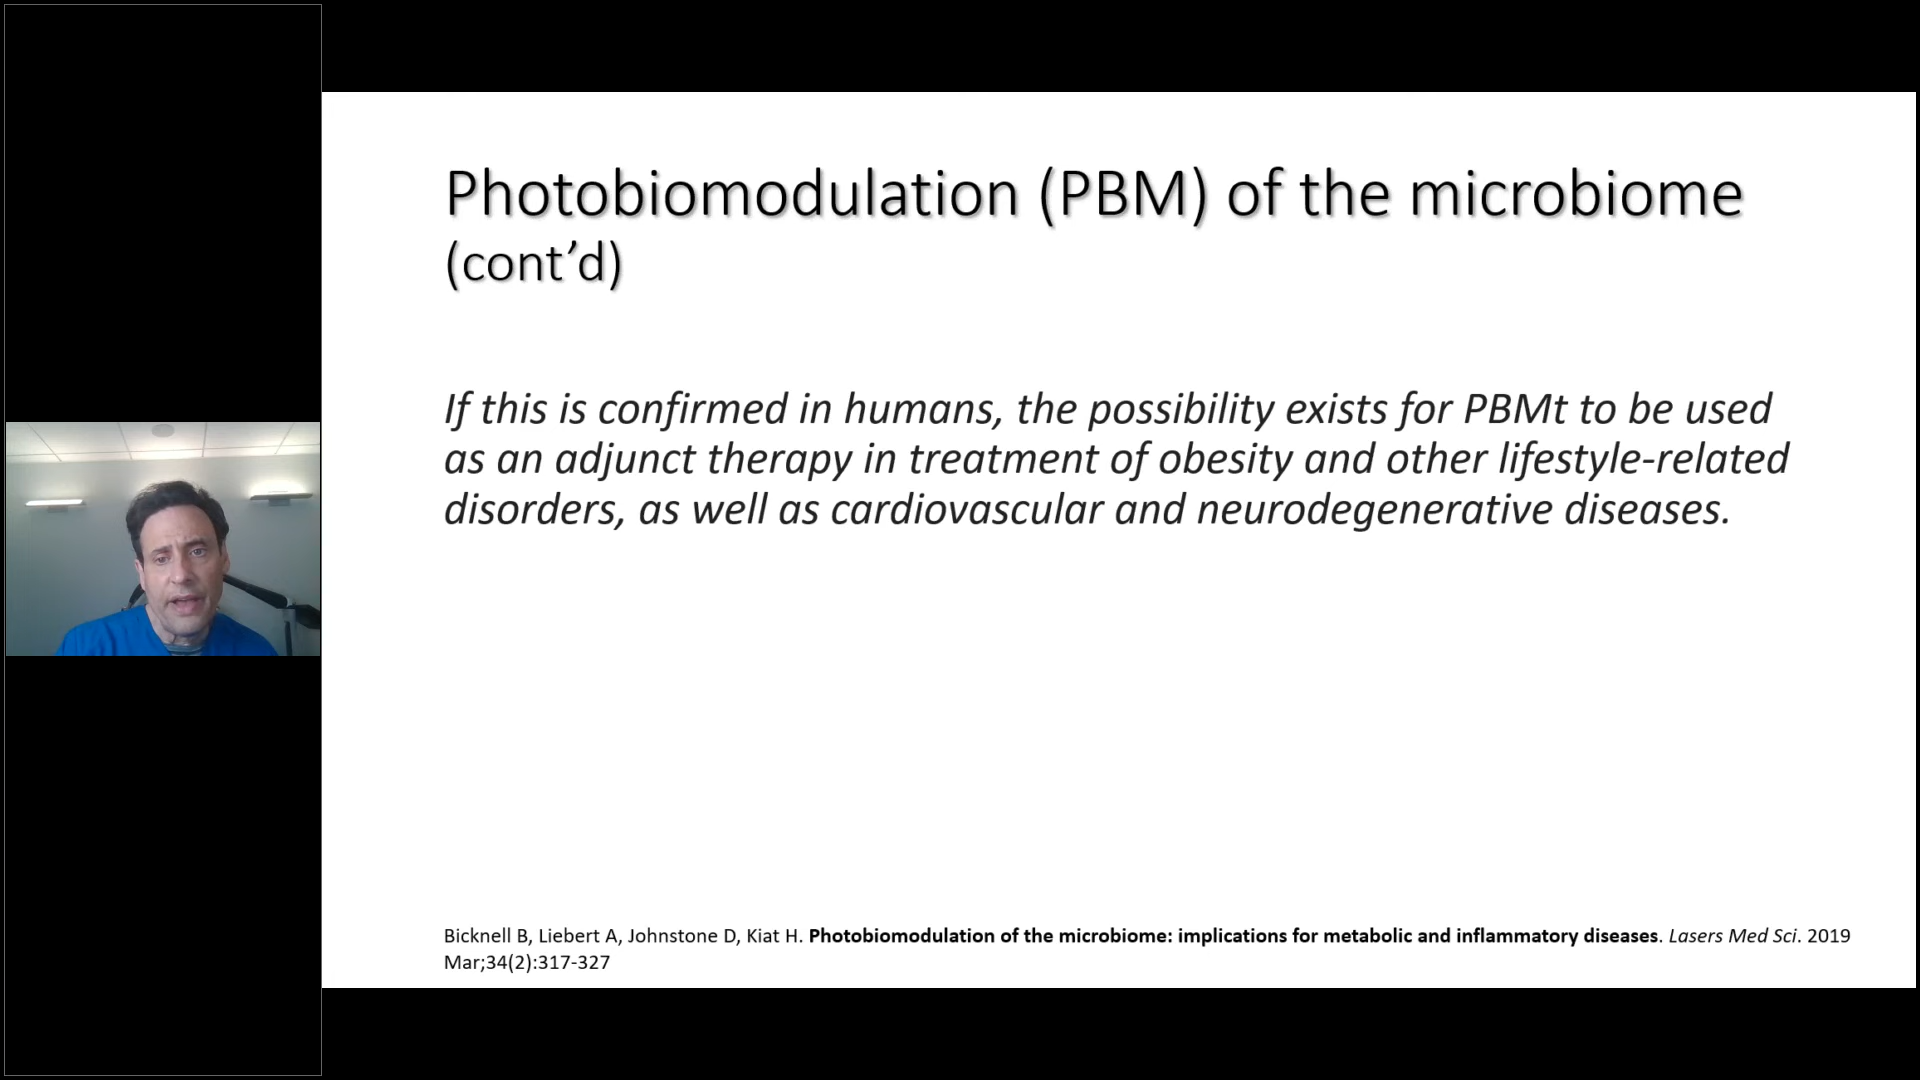 Photobiomodulation (PBM) of the microbiome
(cont’d)
If this is confirmed in humans, the possibility exists for PBMt to be used
as an adjunct therapy in treatment of obesity and other lifestyle-related
disorders, as well as cardiovascular and neurodegenerative diseases.
Bicknell B, Liebert A, Johnstone D, Kiat H. Photobiomodulation of the microbiome: implications for metabolic and inflammatory diseases. Lasers Med Sci. 2019
Mar;34(2):317-327